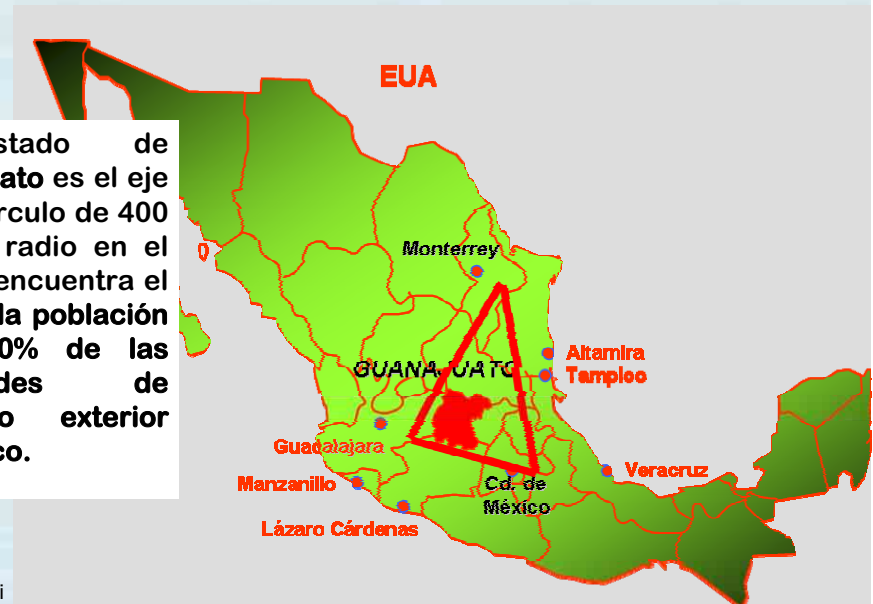 EUA
stado de
ato es el eje
rculo de 400
radio en el
encuentra el
la población
0% de las
des de
o exterior
co.
Monterrey
GUANAJUATO
Altamira
Tampico
Guadalajara
Manzanillo
Lázaro Cárdenas
Cd. de
México
Veracruz
i